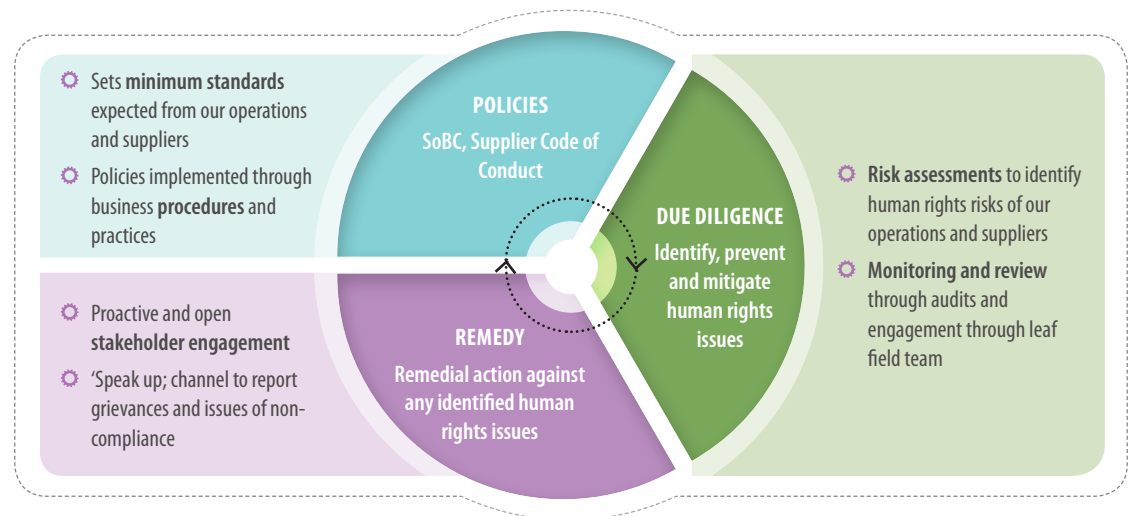 Sets minimum standards
expected from our operations
and suppliers
Policies implemented through
business procedures and
practices
POLICIES
SoBC, Supplier Code of
Conduct
DUE DILIGENCE
Identify, prevent
and mitigate
human rights
issues
Risk assessments to identify
human rights risks of our
operations and suppliers
Monitoring and review
through audits and
engagement through leaf
field team
Proactive and open
stakeholder engagement
‘Speak up; channel to report
grievances and issues of non-
compliance
REMEDY
Remedial action against
any identified human
rights issues